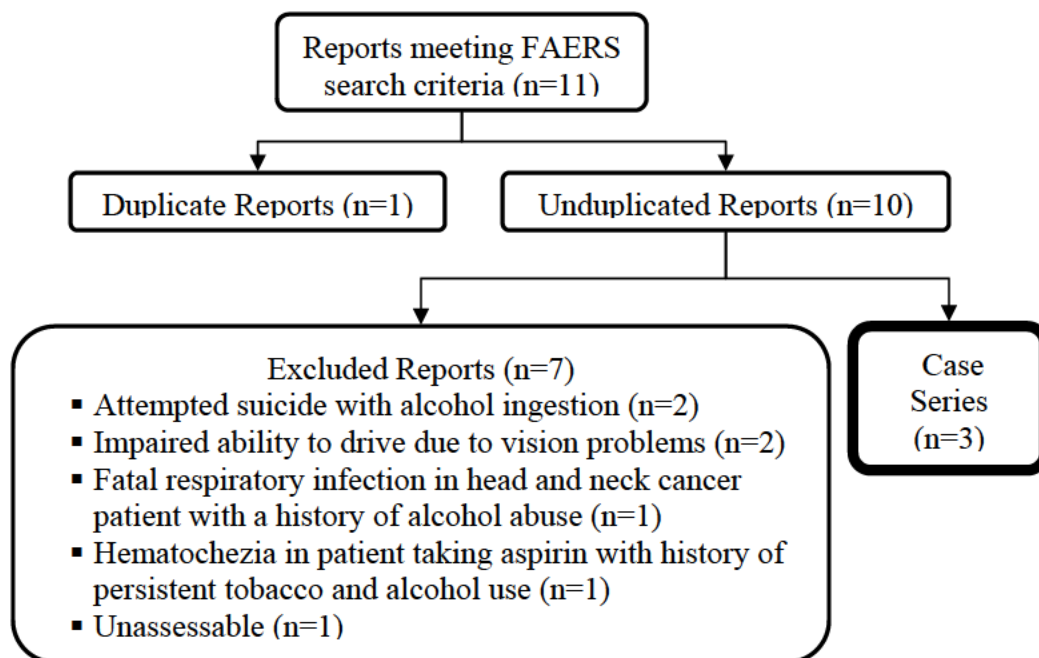 Reports meeting FAERS
search criteria (n=11)
Duplicate Reports (n=1)
Unduplicated Reports (n=10)
Excluded Reports (n=7)
▪ Attempted suicide with alcohol ingestion (n=2)
▪ Impaired ability to drive due to vision problems (n=2)
▪ Fatal respiratory infection in head and neck cancer
patient with a history of alcohol abuse (n=1)
▪ Hematochezia in patient taking aspirin with history of
persistent tobacco and alcohol use (n=1)
▪ Unassessable (n=1)
Case
Series
(n=3)